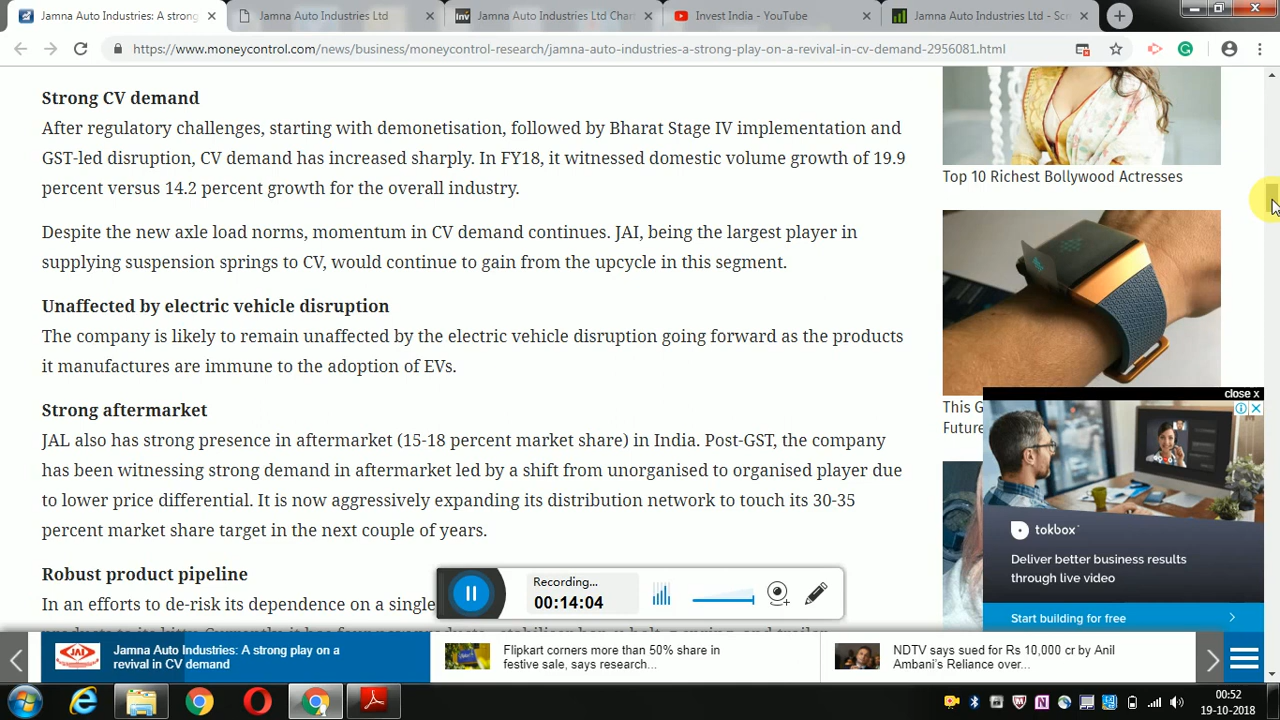 Jamna Auto Industries: A strong
Jamna Auto Industries Ltd
Inv
Jamna Auto Industries Ltd Char
Invest India - YouTube
Jamna Auto Industries Ltd - Scr
https://www.moneycontrol.com/news/business/moneycontrol-research/jamna-auto-industries-a-strong-play-on-a-revival-in-cv-demand-2956081.html
Strong CV demand
After regulatory challenges, starting with demonetisation, followed by Bharat Stage IV implementation and
GST-led disruption, CV demand has increased sharply. In FY18, it witnessed domestic volume growth of 19.9
percent versus 14.2 percent growth for the overall industry.
Despite the new axle load norms, momentum in CV demand continues. JAI, being the largest player in
supplying suspension springs to CV, would continue to gain from the upcycle in this segment.
Unaffected by electric vehicle disruption
The company is likely to remain unaffected by the electric vehicle disruption going forward as the products
it manufactures are immune to the adoption of EVs.
Strong aftermarket
JAL also has strong presence in aftermarket (15-18 percent market share) in India. Post-GST, the company
has been witnessing strong demand in aftermarket led by a shift from unorganised to organised player due
to lower price differential. It is now aggressively expanding its distribution network to touch its 30-35
percent market share target in the next couple of years.
Robust product pipeline
In an efforts to de-risk its dependence on a single
Top 10 Richest Bollywood Actresses
This G
Future
close x
tokbox
Deliver better business results
through live video
Start building for free
Recording...
00:14:04
JAI
Jamna Auto Industries: A strong play on a
revival in CV demand
Flipkart corners more than 50% share in
festive sale, says research...
NDTV sued for Rs 10,000 cr by Anil
Ambani's Reliance over...
00:52
19-10-2018